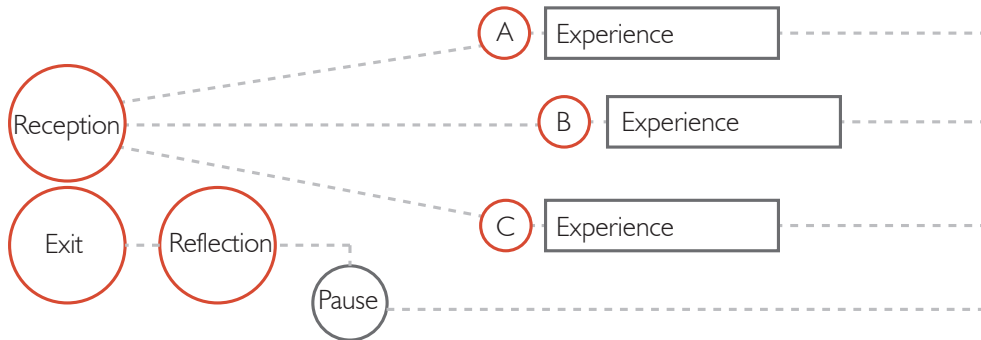 A
Experience
Reception
B
Experience
C
Experience
Exit
Reflection
Pause